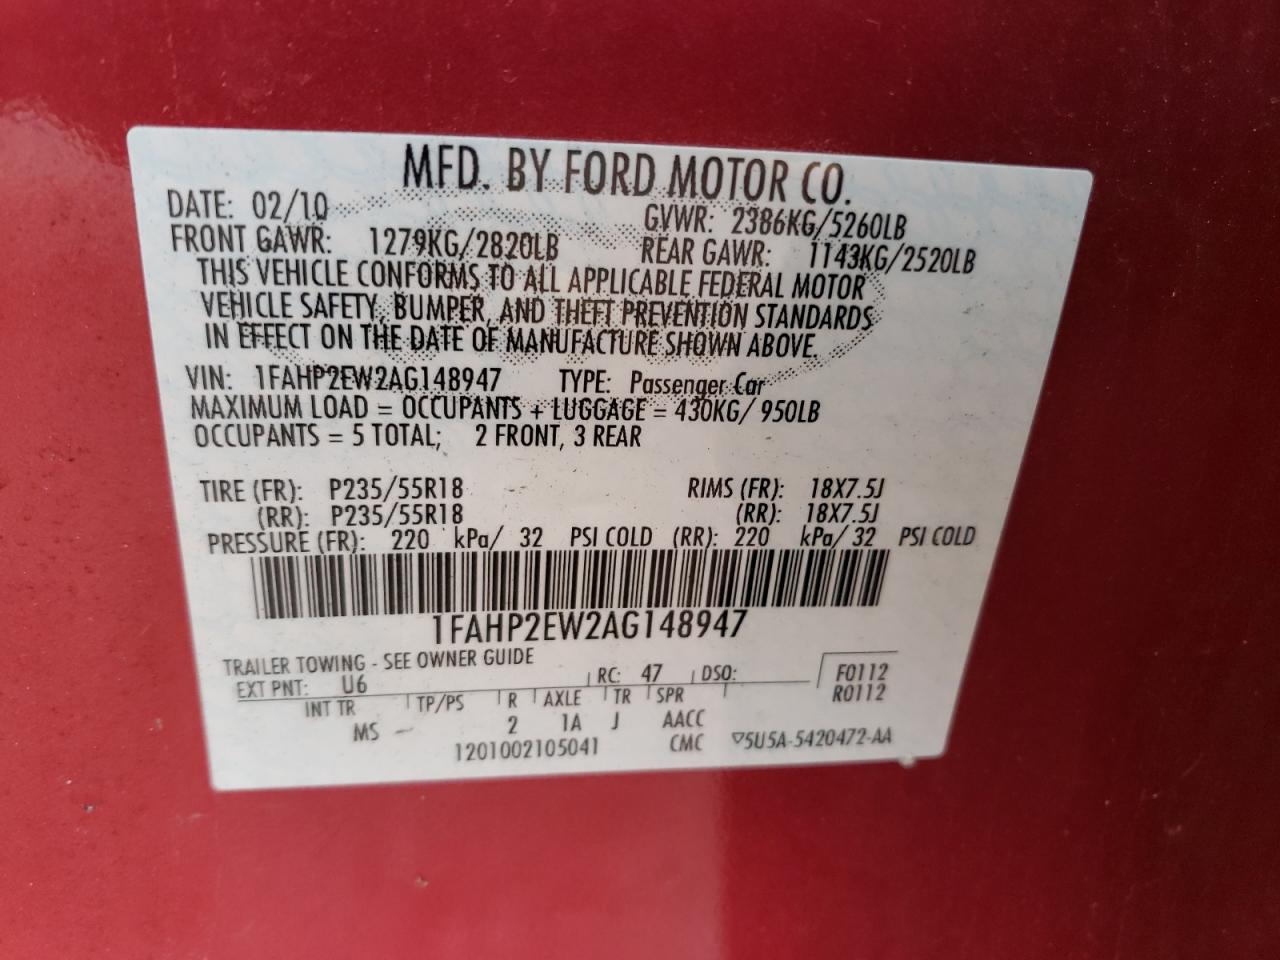 MFD. BY FORD MOTOR CO.
DATE: 02/10 GVWR: 2386KG/5260LB
FRONT GAWR: 1279KG/2820LB REAR GAWR: 1143KG/2520LB
THIS VEHICLE CONFORMS TO ALL APPLICABLE FEDERAL MOTOR
VEHICLE SAFETY, BUMPER, AND THEFT PREVENTION STANDARDS
IN EFFECT ON THE DATE OF MANUFACTURE SHOWN ABOVE.
VIN: 1FAHP2EW2AG148947 TYPE: Passenger Car
MAXIMUM LOAD = OCCUPANTS + LUGGAGE = 430KG/ 950LB
OCCUPANTS = 5 TOTAL; 2 FRONT, 3 REAR
TIRE (FR): P235/55R18 RIMS (FR): 18X7.5J
(RR): P235/55R18 (RR): 18X7.5J
PRESSURE (FR): 220 kPa/ 32 PSI COLD (RR): 220 kPa/ 32 PSI COLD
1FAHP2EW2AG148947
TRAILER TOWING - SEE OWNER GUIDE
EXT PNT: U6 RC: 47 DSO: F0112
INT TR TP/PS R AXLE TR SPR R0112
MS 2 1A J AACC
1201002105041 CMC 5U5A-5420472-AA